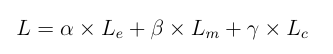 L = α × L_e + β × L_m + γ × L_c